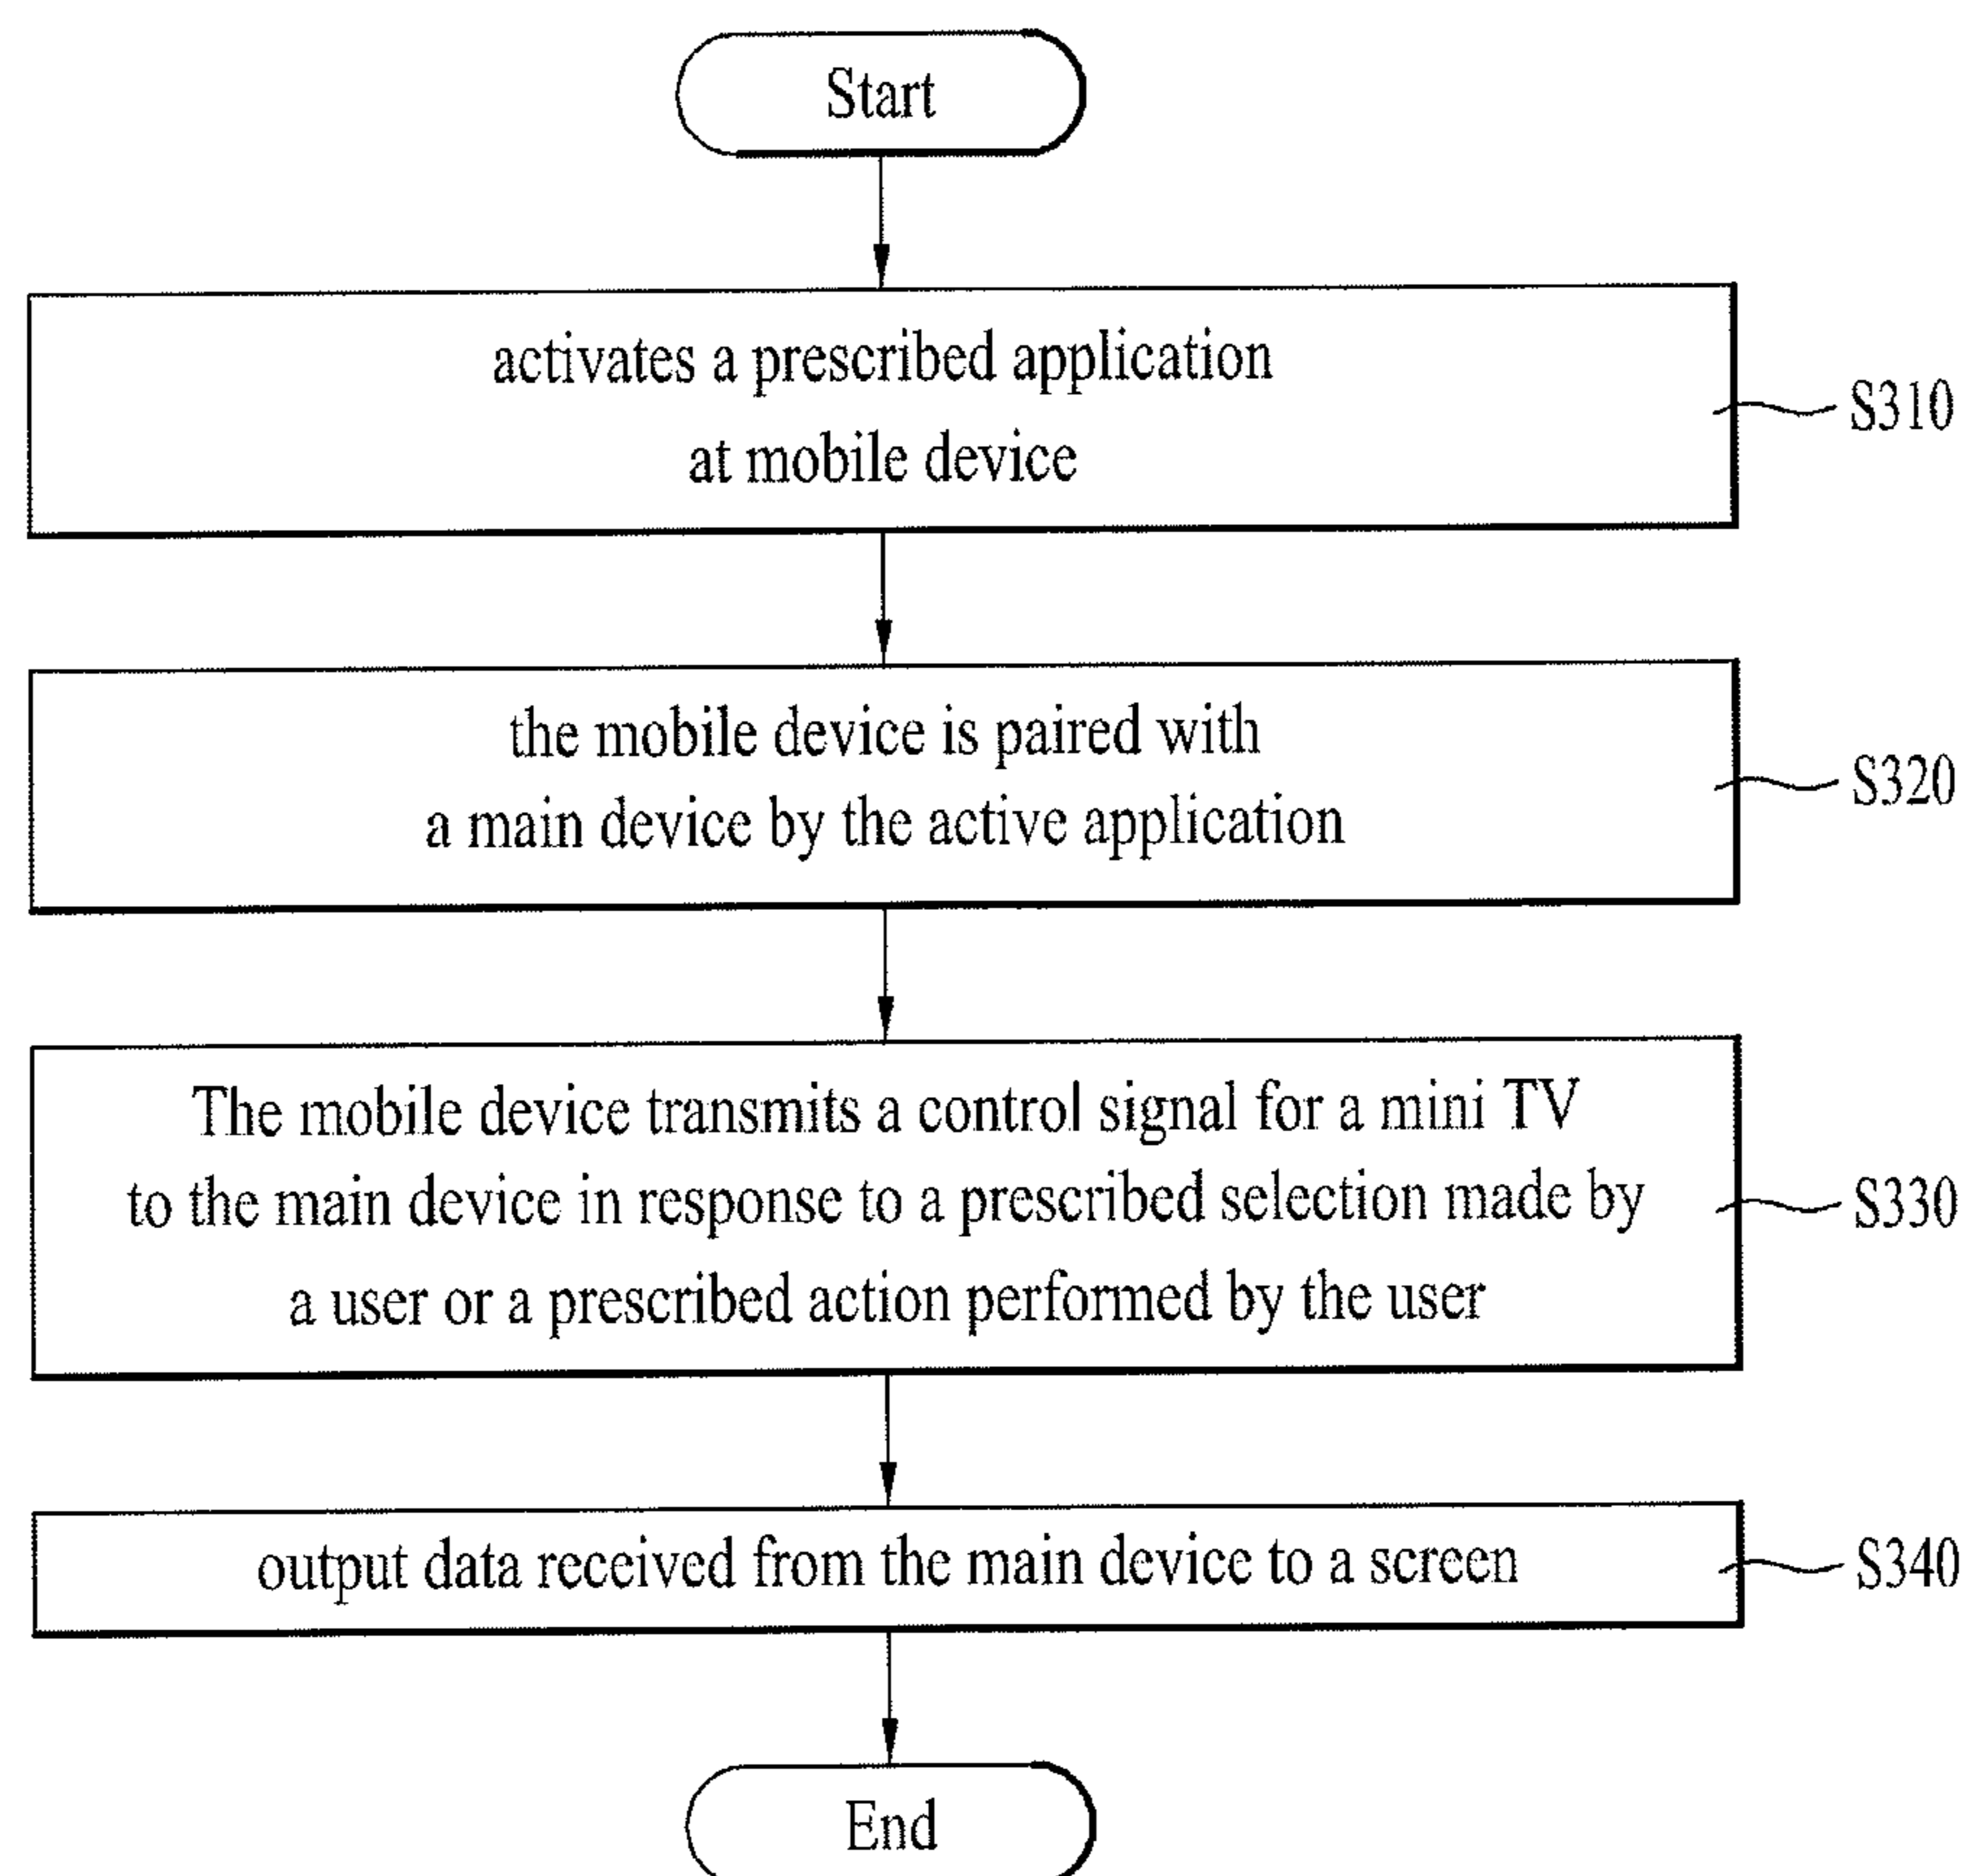 Start
activates a prescribed application
at mobile device
S310
the mobile device is paired with
a main device by the active application
S320
The mobile device transmits a control signal for a mini TV
to the main device in response to a prescribed selection made by
a user or a prescribed action performed by the user
S330
output data received from the main device to a screen
S340
End